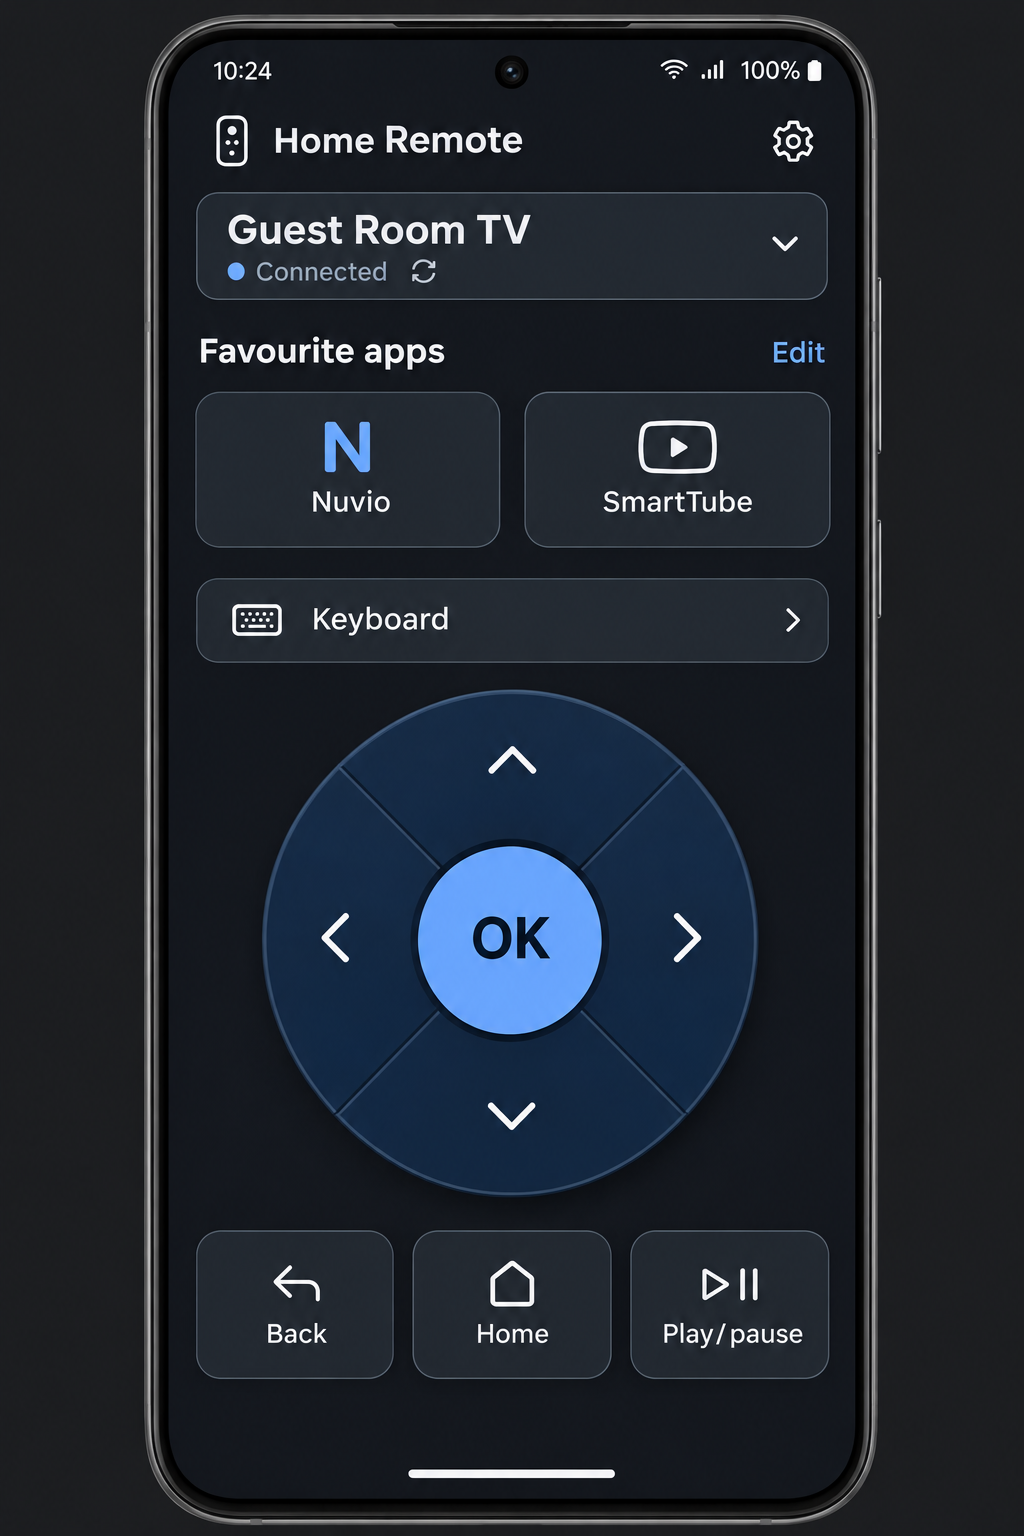 10:24 100%
Home Remote
Guest Room TV
Connected
Favourite apps Edit
N
Nuvio SmartTube
Keyboard
OK
Back Home Play/pause